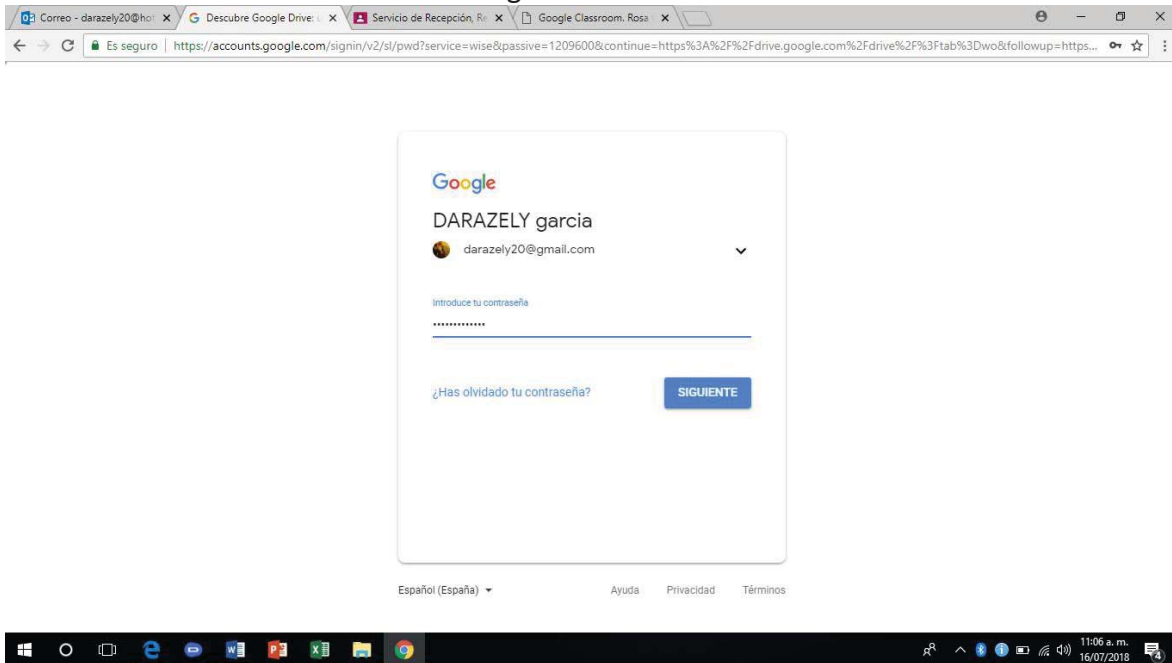 Correo - darazely20@hot
Descubre Google Drive: u
Servicio de Recepción, Re
Google Classroom. Rosa
Es seguro | https://accounts.google.com/signin/v2/sl/pwd?service=wise&passive=1209600&continue=https%3A%2F%2Fdrive.google.com%2Fdrive%2F%3Ftab%3Dwo&followup=https...
Google
DARAZELY garcia
darazely20@gmail.com
Introduce tu contraseña
•••••••••••••
¿Has olvidado tu contraseña?
SIGUIENTE
Español (España)
Ayuda
Privacidad
Términos
11:06 a. m.
16/07/2018